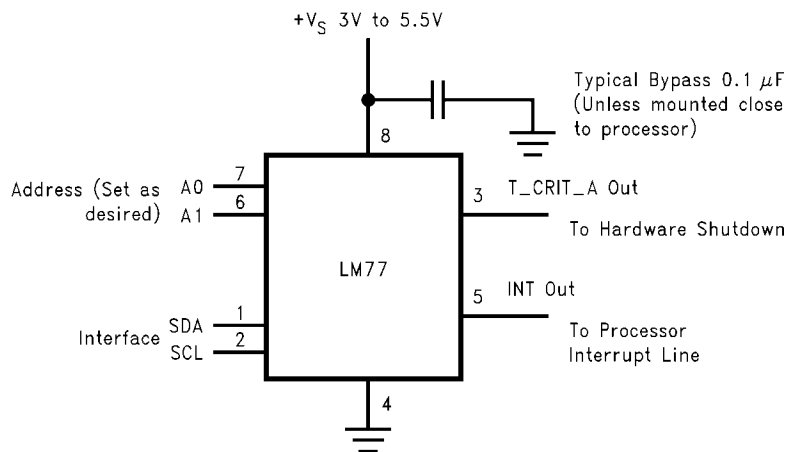 +VS 3V to 5.5V
Typical Bypass 0.1 μF
(Unless mounted close
to processor)
8
Address (Set as
desired)
A0
7
A1
6
3
T_CRIT_A Out
To Hardware Shutdown
LM77
5
INT Out
To Processor
Interrupt Line
Interface
SDA
1
SCL
2
4